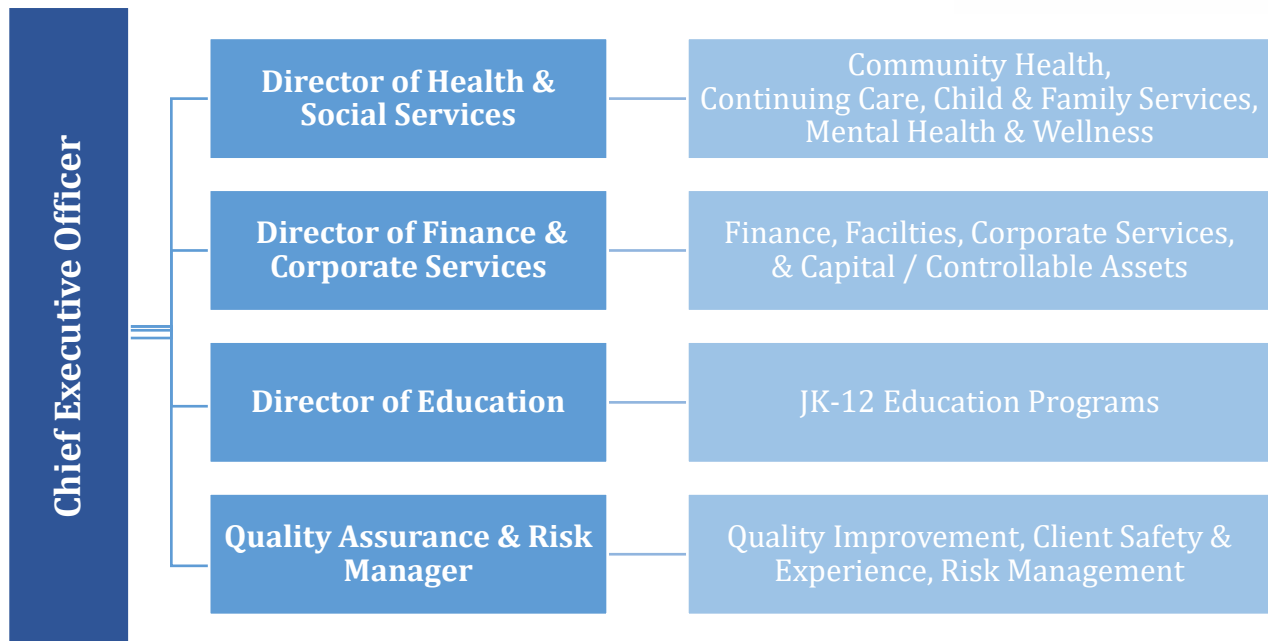 Chief Executive Officer
Director of Health &
Social Services
Community Health,
Continuing Care, Child & Family Services,
Mental Health & Wellness
Director of Finance &
Corporate Services
Finance, Facilties, Corporate Services,
& Capital / Controllable Assets
Director of Education
JK-12 Education Programs
Quality Assurance & Risk
Manager
Quality Improvement, Client Safety &
Experience, Risk Management